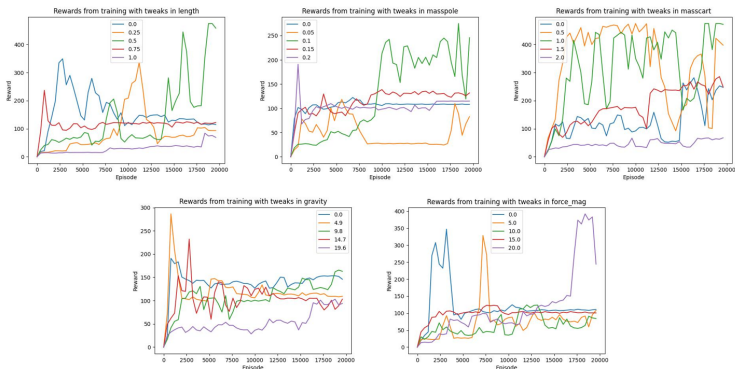 Rewards from training with tweaks in length
Reward
400
300
200
100
0
0.0
0.25
0.5
0.75
1.0
0 2500 5000 7500 10000 12500 15000 17500 20000
Episode
Rewards from training with tweaks in masspole
Reward
250
200
150
100
50
0
0.0
0.05
0.1
0.15
0.2
0 2500 5000 7500 10000 12500 15000 17500 20000
Episode
Rewards from training with tweaks in masscart
Reward
400
300
200
100
0
0.0
0.5
1.0
1.5
2.0
0 2500 5000 7500 10000 12500 15000 17500 20000
Episode
Rewards from training with tweaks in gravity
Reward
300
250
200
150
100
50
0
0.0
4.9
9.8
14.7
19.6
0 2500 5000 7500 10000 12500 15000 17500 20000
Episode
Rewards from training with tweaks in force_mag
Reward
400
350
300
250
200
150
100
50
0
0.0
5.0
10.0
15.0
20.0
0 2500 5000 7500 10000 12500 15000 17500 20000
Episode